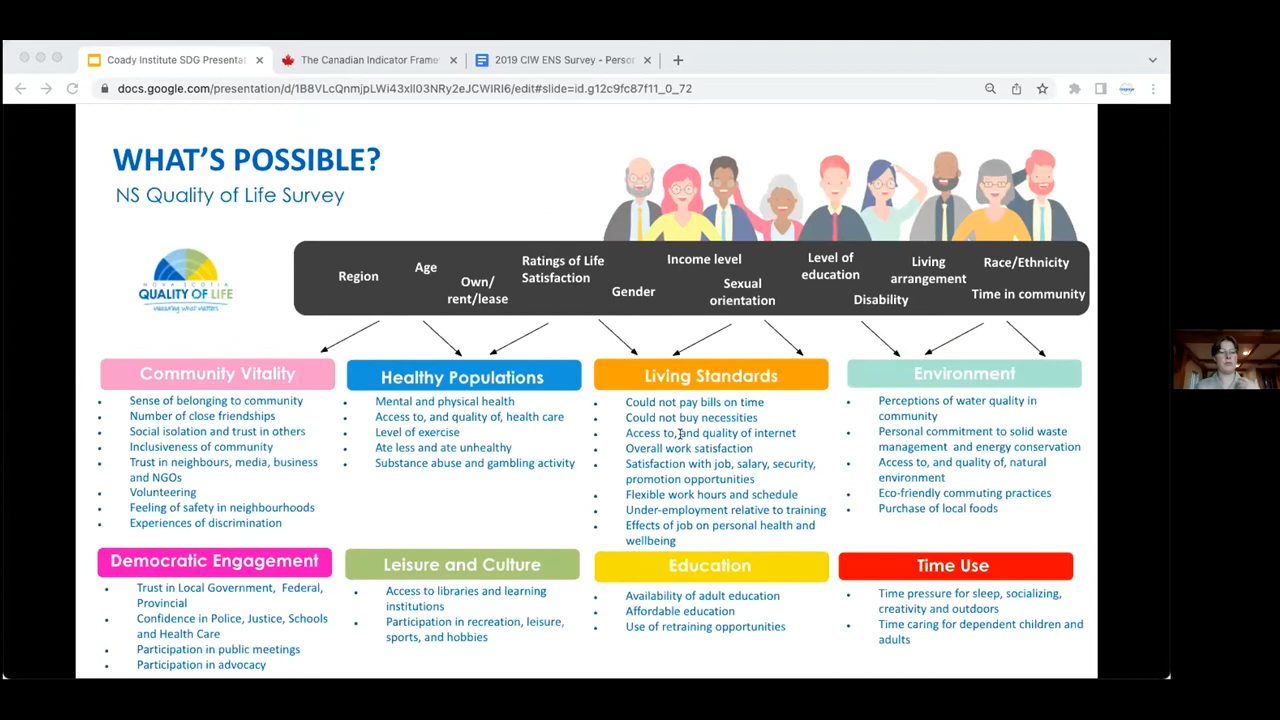 Coady Institute SDG Presentat
The Canadian Indicator Frame
2019 CIW ENS Survey - Perso
docs.google.com/presentation/d/1B8VLcQnmjpLWi43xlI03NRy2eJCWIRI6/edit#slide=id.g12c9fc87f11_0_72
WHAT'S POSSIBLE?
NS Quality of Life Survey
NOVA SCOTIA
QUALITY OF LIFE
measuring what matters
Region
Age
Own/
rent/lease
Ratings of Life
Satisfaction
Gender
Income level
Sexual
orientation
Level of
education
Disability
Living
arrangement
Race/Ethnicity
Time in community
Community Vitality
• Sense of belonging to community
• Number of close friendships
• Social isolation and trust in others
• Inclusiveness of community
• Trust in neighbours, media, business
and NGOs
• Volunteering
• Feeling of safety in neighbourhoods
• Experiences of discrimination
Healthy Populations
• Mental and physical health
• Access to, and quality of, health care
• Level of exercise
• Ate less and ate unhealthy
• Substance abuse and gambling activity
Living Standards
• Could not pay bills on time
• Could not buy necessities
• Access to, and quality of internet
• Overall work satisfaction
• Satisfaction with job, salary, security,
promotion opportunities
• Flexible work hours and schedule
• Under-employment relative to training
• Effects of job on personal health and
wellbeing
Environment
• Perceptions of water quality in
community
• Personal commitment to solid waste
management and energy conservation
• Access to, and quality of, natural
environment
• Eco-friendly commuting practices
• Purchase of local foods
Democratic Engagement
• Trust in Local Government, Federal,
Provincial
• Confidence in Police, Justice, Schools
and Health Care
• Participation in public meetings
• Participation in advocacy
Leisure and Culture
• Access to libraries and learning
institutions
• Participation in recreation, leisure,
sports, and hobbies
Education
• Availability of adult education
• Affordable education
• Use of retraining opportunities
Time Use
• Time pressure for sleep, socializing,
creativity and outdoors
• Time caring for dependent children and
adults